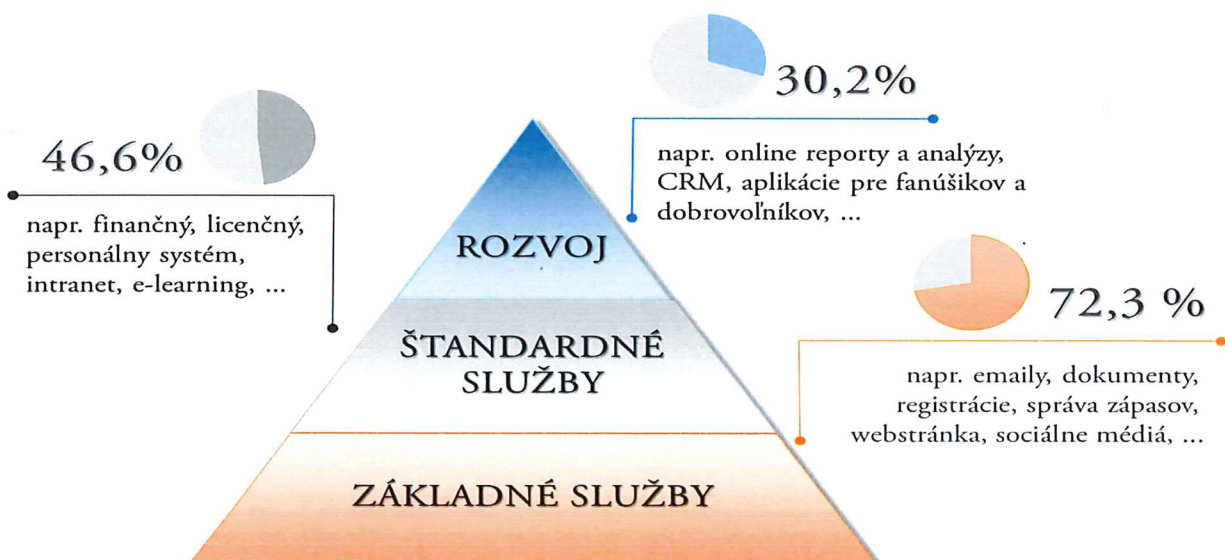 30,2%
napr. online reporty a analýzy,
CRM, aplikácie pre fanúšikov a
dobrovoľníkov, ...
46,6%
napr. finančný, licenčný,
personálny systém,
intranet, e-learning, ...
72,3 %
napr. emaily, dokumenty,
registrácie, správa zápasov,
webstránka, sociálne médiá, ...
ROZVOJ
ŠTANDARDNÉ
SLUŽBY
ZÁKLADNÉ SLUŽBY